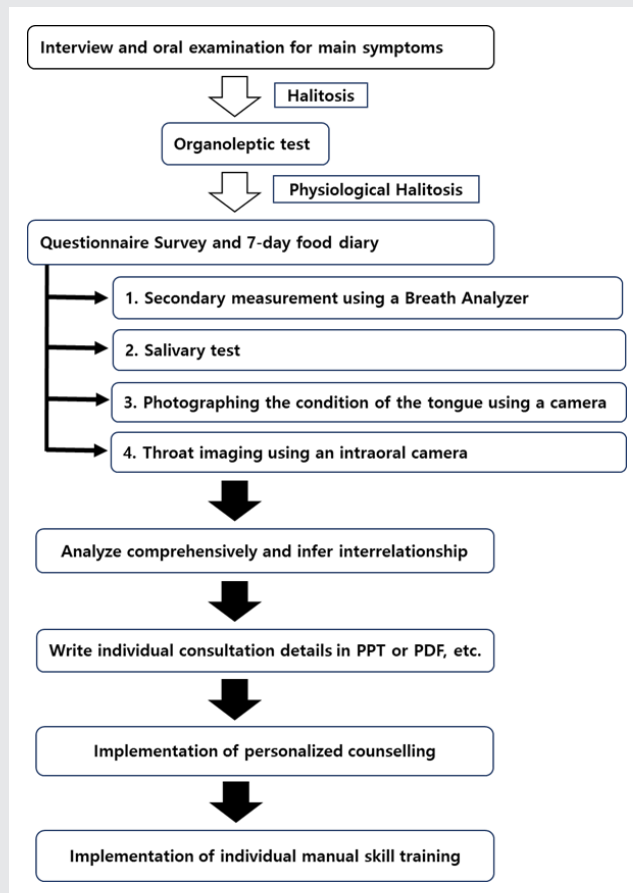 Interview and oral examination for main symptoms
Halitosis
Organoleptic test
Physiological Halitosis
Questionnaire Survey and 7-day food diary
1. Secondary measurement using a Breath Analyzer
2. Salivary test
3. Photographing the condition of the tongue using a camera
4. Throat imaging using an intraoral camera
Analyze comprehensively and infer interrelationship
Write individual consultation details in PPT or PDF, etc.
Implementation of personalized counselling
Implementation of individual manual skill training